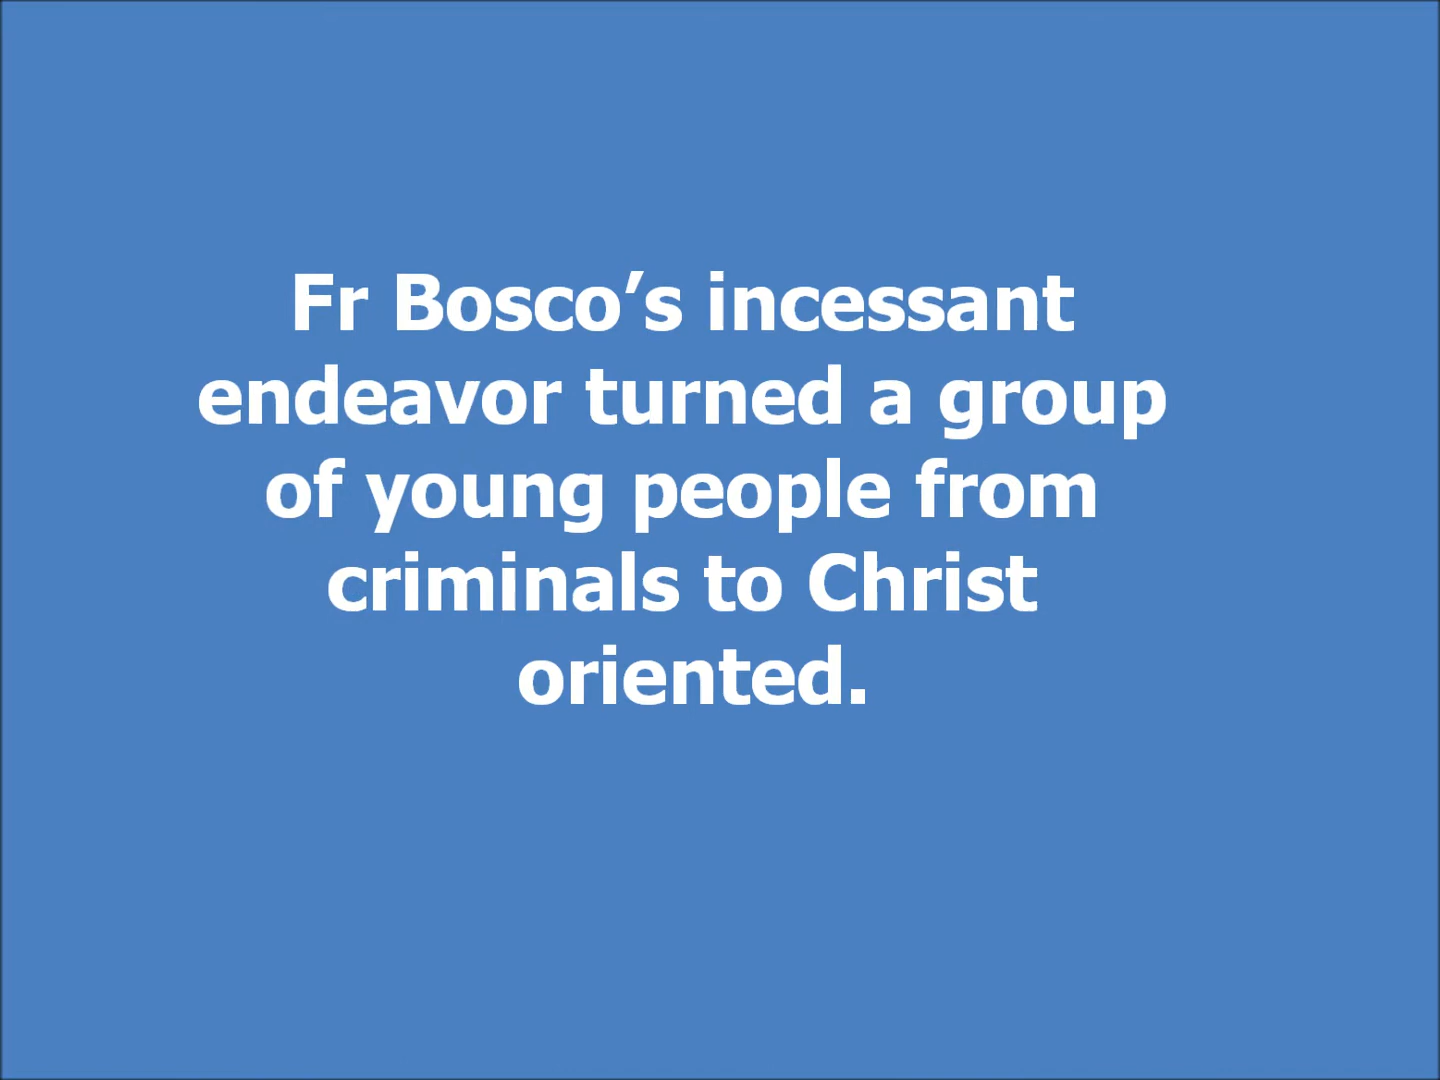 Fr Bosco’s incessant
endeavor turned a group
of young people from
criminals to Christ
oriented.